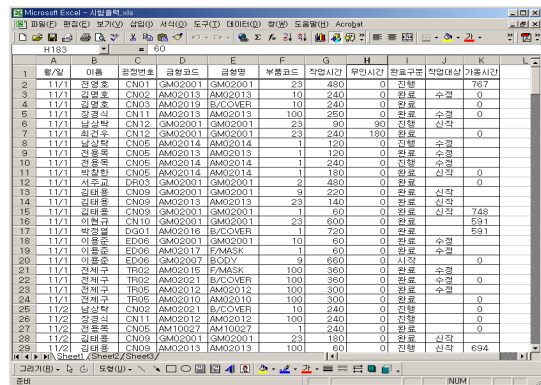 Microsoft Excel - 시험출력.xls
파일(F) 편집(E) 보기(V) 삽입(I) 서식(O) 도구(T) 데이터(D) 창(W) 도움말(H) Acrobat
H183 = 60
A B C D E F G H I J K L
1 월/일 이름 공정번호 금형코드 금형명 부품코드 작업시간 무인시간 완료구분 작업대상 가동시간
2 11/1 전영호 CN01 GM02001 GM02001 23 480 0 진행 767
3 11/1 김명호 CN02 AM02013 AM02013 10 240 0 완료 수정 0
4 11/1 김명호 CN03 AM02019 B/COVER 10 240 0 완료 0
5 11/1 장경식 CN11 AM02013 AM02013 100 250 0 완료 수정 0
6 11/1 남상탁 CN12 GM02001 GM02001 23 90 90 진행 신작
7 11/1 최건우 CN12 GM02001 GM02001 23 240 180 완료 0
8 11/1 남상탁 CN05 AM02014 AM02014 1 120 0 진행 수정
9 11/1 전용목 CN05 AM02014 AM02014 1 120 0 진행 수정
10 11/1 전용목 CN05 AM02014 AM02014 1 240 0 진행 수정
11 11/1 박창한 CN05 AM02014 AM02014 1 180 0 완료 신작 0
12 11/1 서주교 DR03 GM02001 GM02001 2 480 0 완료 0
13 11/1 김태용 CN09 GM02001 GM02001 9 220 0 완료 신작
14 11/1 김태용 CN09 AM02013 AM02013 23 140 0 완료 신작
15 11/1 김태용 CN09 GM02001 GM02001 1 60 0 완료 신작 748
16 11/1 이현규 CN10 GM02001 GM02001 23 600 0 완료 591
17 11/1 박정열 DG01 AM02016 B/COVER 1 720 0 완료 591
18 11/1 이용준 ED06 GM02001 GM02001 10 60 0 완료 수정
19 11/1 이용준 ED06 AM02017 F/MASK 1 60 0 완료 수정
20 11/1 이용준 ED06 GM02007 BODY 9 660 0 시작 0
21 11/1 전제구 TR02 AM02015 F/MASK 100 360 0 완료 수정
22 11/1 전제구 TR02 AM02021 B/COVER 100 360 0 완료 수정 0
23 11/1 전제구 TR05 AM02012 AM02012 100 300 0 완료 수정
24 11/1 전제구 TR05 AM02010 AM02010 100 300 0 완료 0
25 11/2 남상탁 CN02 AM02021 B/COVER 10 240 0 완료 0
26 11/2 장경식 CN11 AM02012 AM02012 100 240 0 진행 0
27 11/2 전용목 CN05 AM10027 AM10027 1 240 0 완료 0
28 11/2 김태용 CN09 GM02001 GM02001 23 180 0 완료 신작
29 11/2 김태용 CN09 AM02013 AM02013 100 60 0 진행 신작 694
Sheet1 Sheet2 Sheet3
그리기(R) 도형(U)
준비 NUM